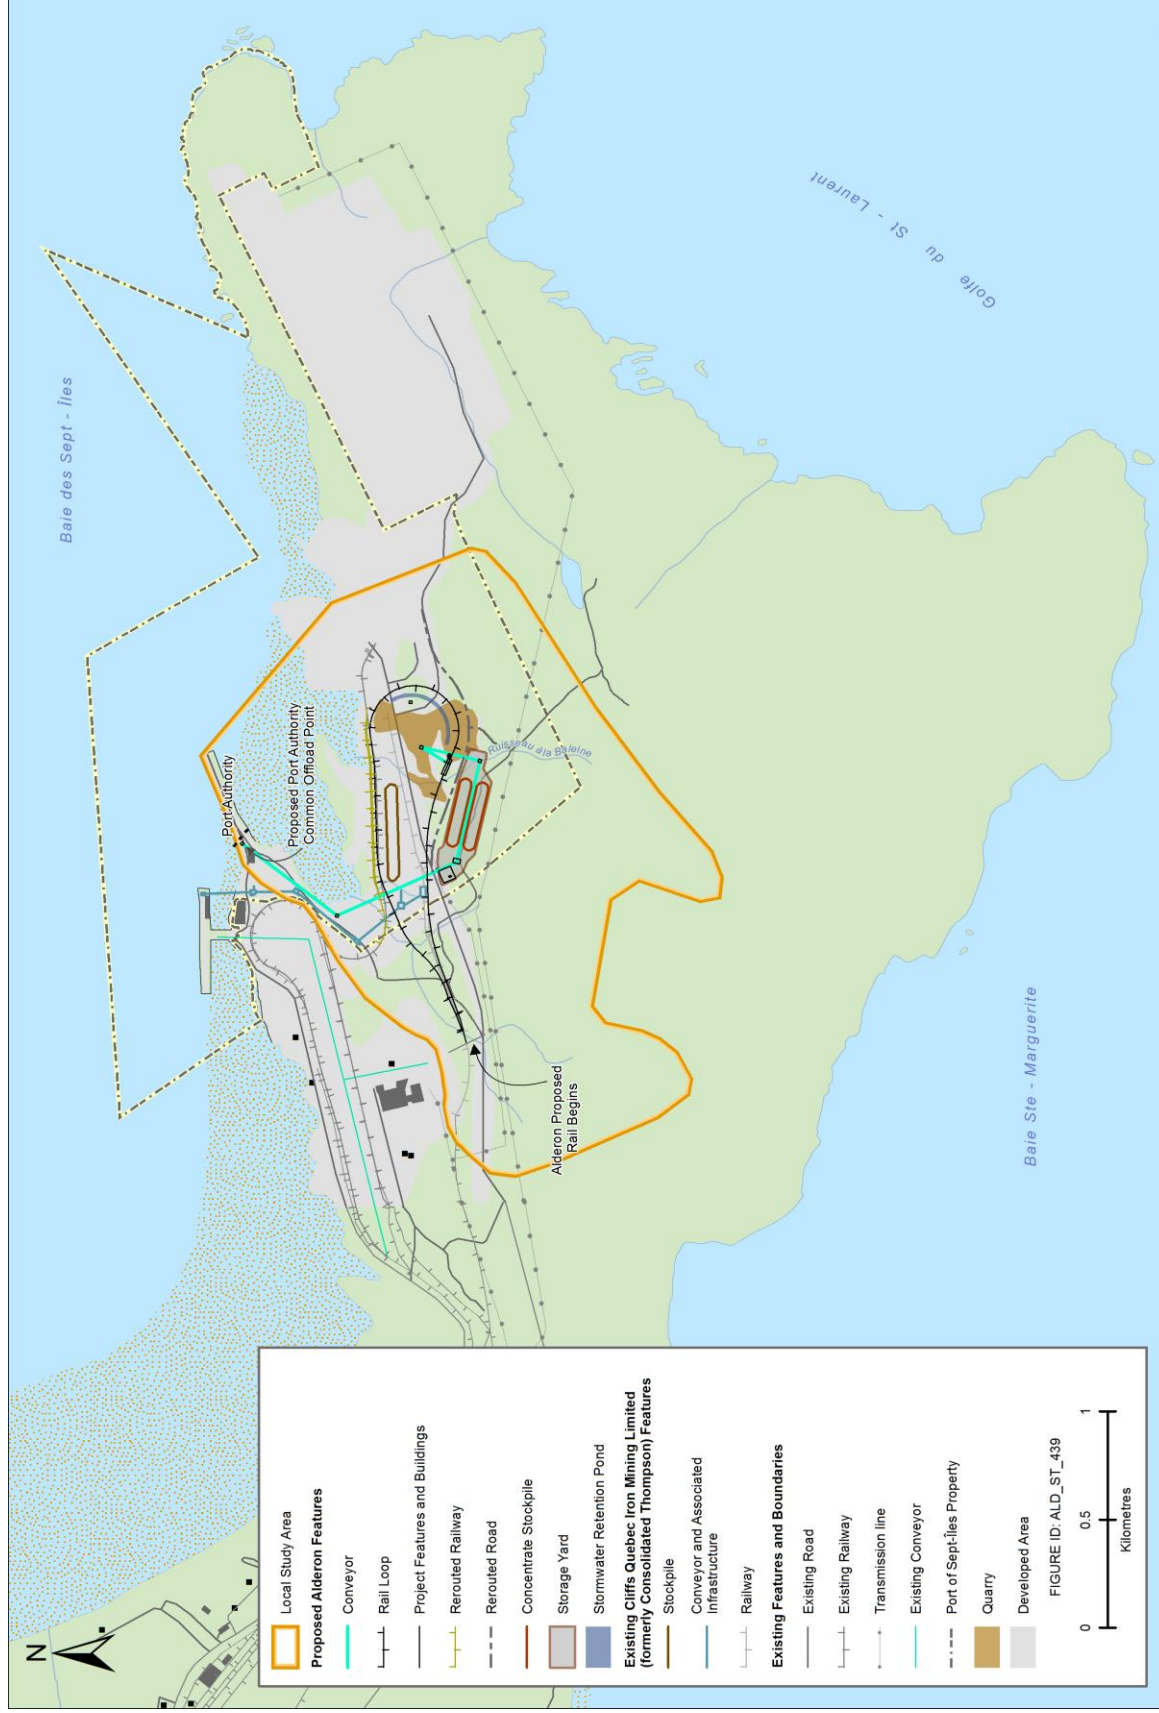 Baie des Sept - Îles
Port Authority
Proposed Port Authority
Common Offload Point
Ruisseau à la Baleine
Golfe du St - Laurent
Alderon Proposed
Rail Begins
Baie Ste - Marguerite
N
Local Study Area
Proposed Alderon Features
Conveyor
Rail Loop
Project Features and Buildings
Rerouted Railway
Rerouted Road
Concentrate Stockpile
Storage Yard
Stormwater Retention Pond
Existing Cliffs Quebec Iron Mining Limited
(formerly Consolidated Thompson) Features
Stockpile
Conveyor and Associated
Infrastructure
Railway
Existing Features and Boundaries
Existing Road
Existing Railway
Transmission line
Existing Conveyor
Port of Sept-Îles Property
Quarry
Developed Area
FIGURE ID: ALD_ST_439
0 0.5 1
Kilometres